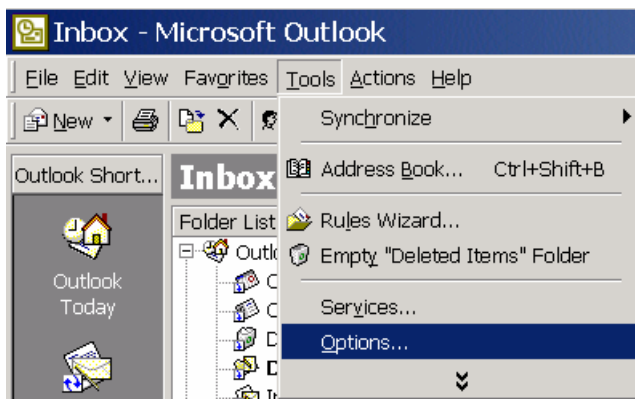 Inbox - Microsoft Outlook
File Edit View Favorites Tools Actions Help
New
Synchronize
Address Book... Ctrl+Shift+B
Rules Wizard...
Empty "Deleted Items" Folder
Services...
Options...
Outlook Short...
Inbox
Folder List
Outlook
Today